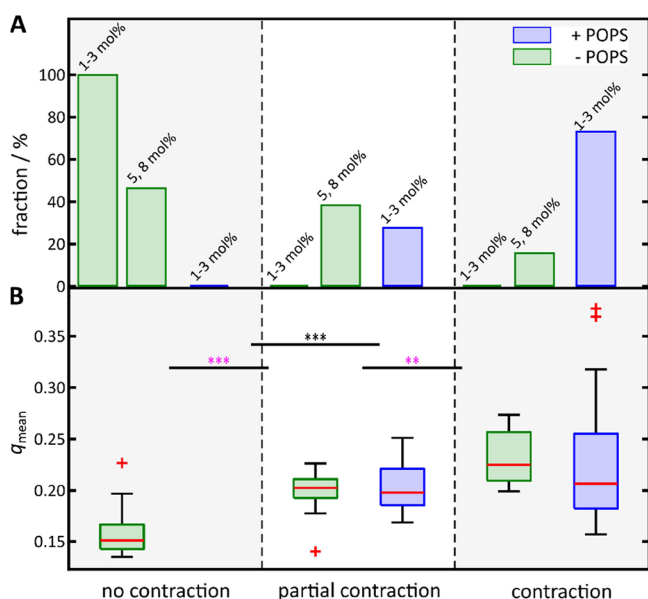 A
+ POPS
- POPS
1-3 mol%
5, 8 mol%
1-3 mol%
1-3 mol%
5, 8 mol%
1-3 mol%
1-3 mol%
5, 8 mol%
1-3 mol%
fraction / %
100
80
60
40
20
0
B
***
***
**
q_mean
0.35
0.30
0.25
0.20
0.15
no contraction
partial contraction
contraction